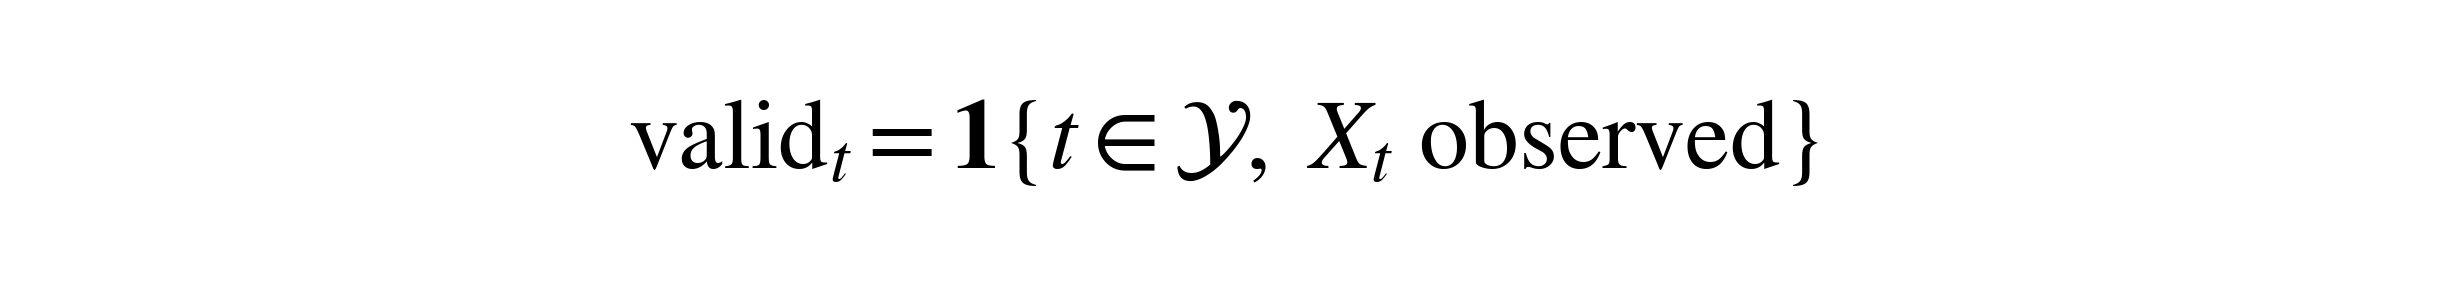 valid_t = 𝟏{t ∈ 𝒴, X_t observed}